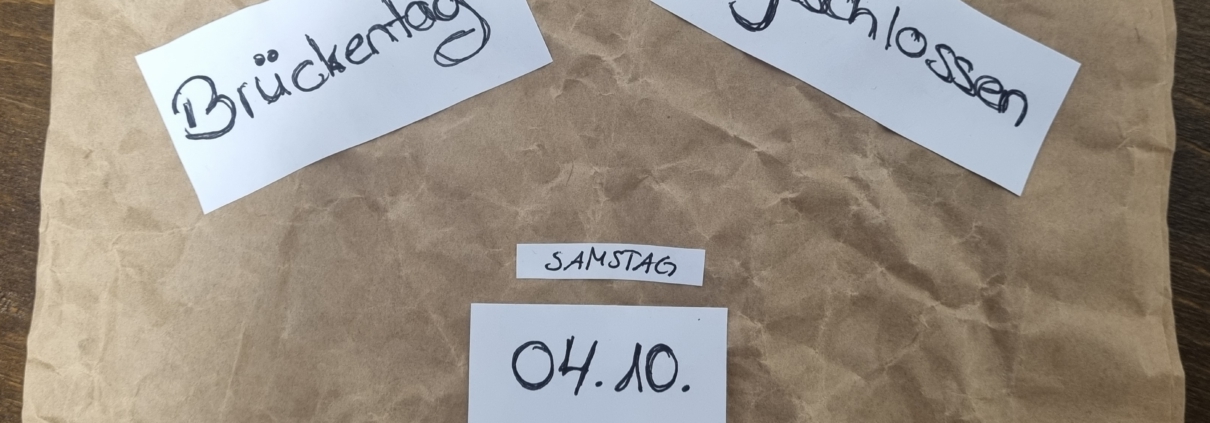 Brückentag
geschlossen
SAMSTAG
04.10.